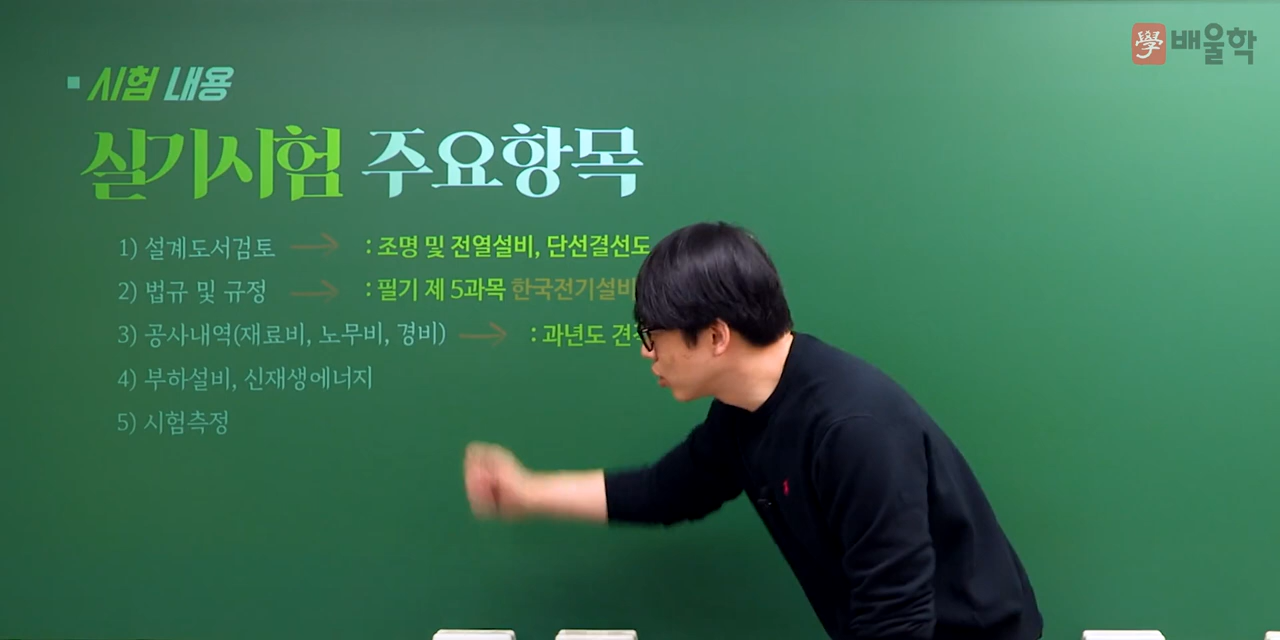 學 배울학
시험 내용
실기시험 주요항목
1) 설계도서검토 → : 조명 및 전열설비, 단선결선도
2) 법규 및 규정 → : 필기 제 5과목 한국전기설비
3) 공사내역(재료비, 노무비, 경비) → : 과년도
4) 부하설비, 신재생에너지
5) 시험측정